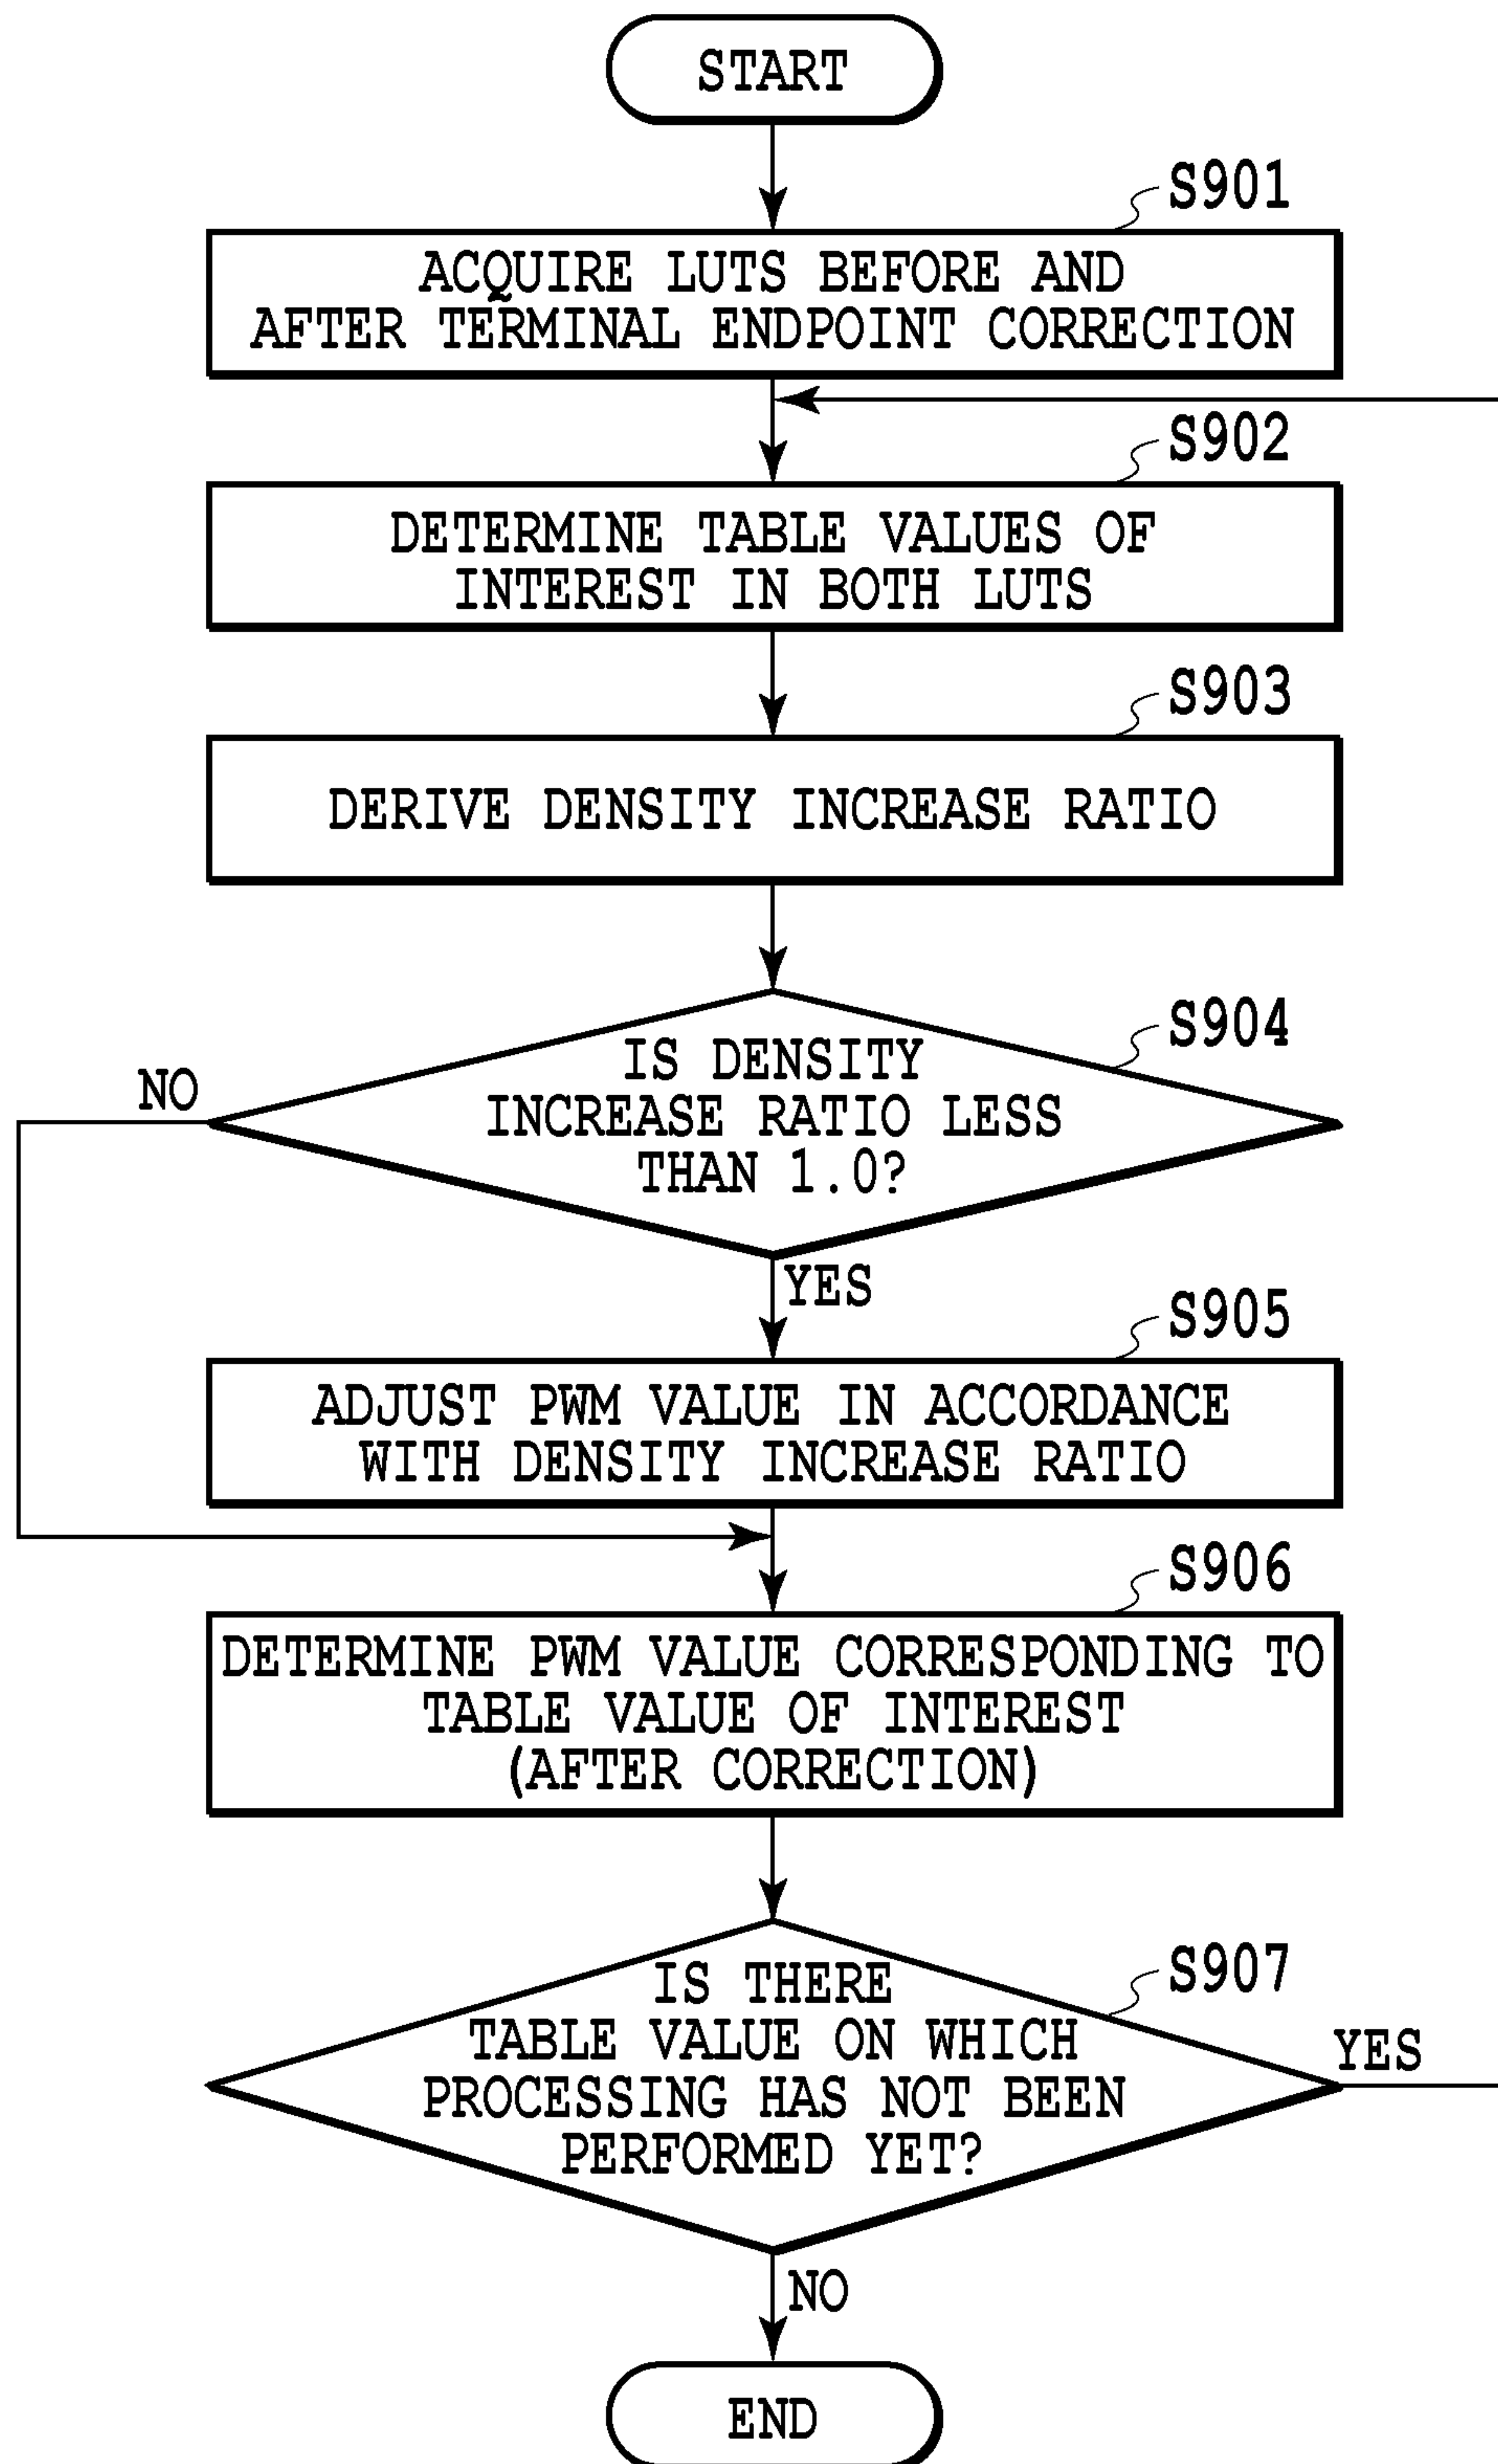 START
S901
ACQUIRE LUTS BEFORE AND
AFTER TERMINAL ENDPOINT CORRECTION
S902
DETERMINE TABLE VALUES OF
INTEREST IN BOTH LUTS
S903
DERIVE DENSITY INCREASE RATIO
S904
IS DENSITY
INCREASE RATIO LESS
THAN 1.0?
NO
YES
S905
ADJUST PWM VALUE IN ACCORDANCE
WITH DENSITY INCREASE RATIO
S906
DETERMINE PWM VALUE CORRESPONDING TO
TABLE VALUE OF INTEREST
(AFTER CORRECTION)
S907
IS THERE
TABLE VALUE ON WHICH
PROCESSING HAS NOT BEEN
PERFORMED YET?
YES
NO
END